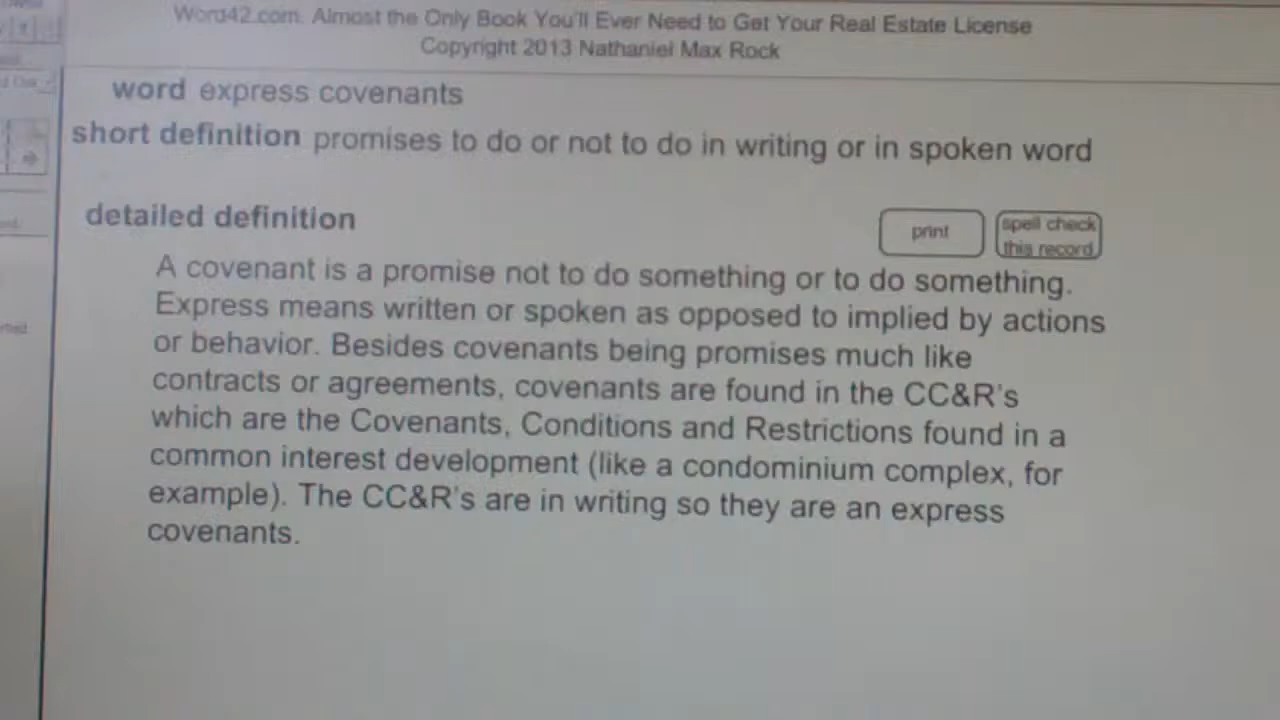 Word42.com. Almost the Only Book You'll Ever Need to Get Your Real Estate License
Copyright 2013 Nathaniel Max Rock
word express covenants
short definition promises to do or not to do in writing or in spoken word
detailed definition
print
spell check
this record
A covenant is a promise not to do something or to do something.
Express means written or spoken as opposed to implied by actions
or behavior. Besides covenants being promises much like
contracts or agreements, covenants are found in the CC&R's
which are the Covenants, Conditions and Restrictions found in a
common interest development (like a condominium complex, for
example). The CC&R's are in writing so they are an express
covenants.